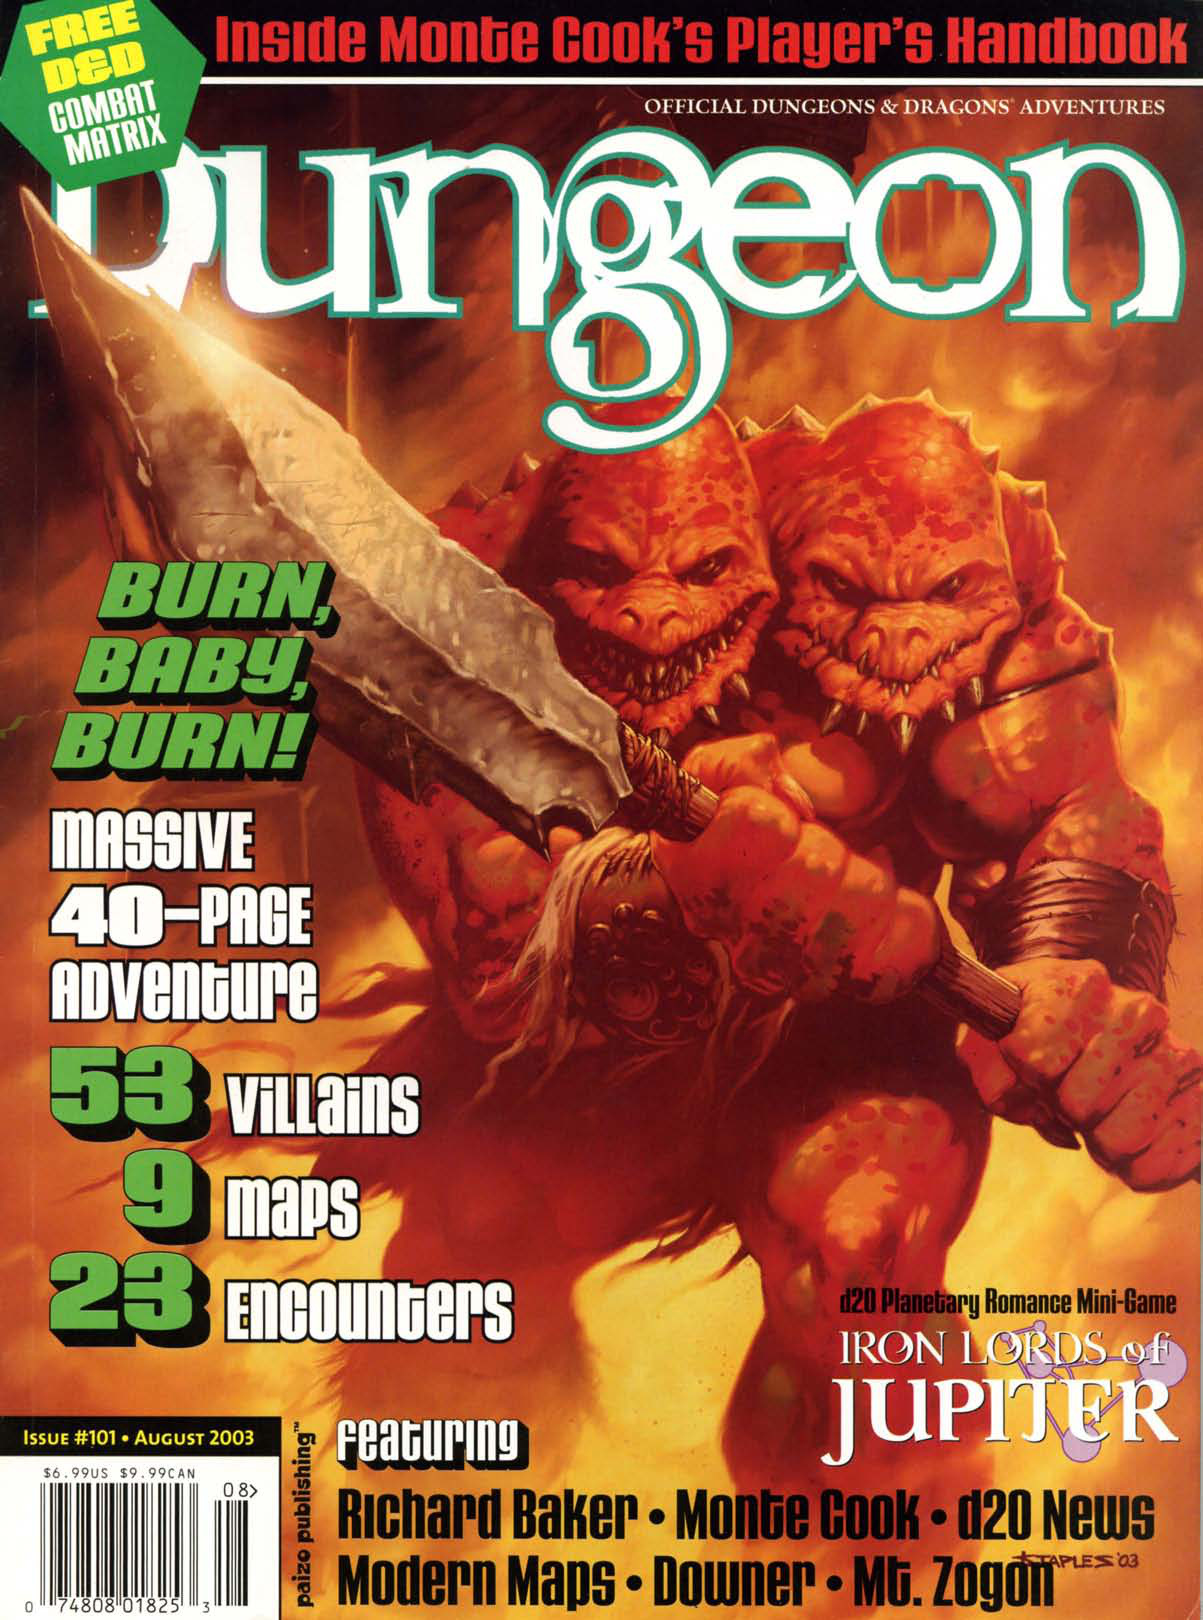 FREE
D&D
COMBAT
MATRIX
Inside Monte Cook's Player's Handbook
OFFICIAL DUNGEONS & DRAGONS® ADVENTURES
Dungeon
BURN,
BABY,
BURN!
MASSIVE
40-PAGE
ADVENTURE
53 VILLAINS
9 MAPS
23 ENCOUNTERS
d20 Planetary Romance Mini-Game
IRON LORDS of
JUPITER
ISSUE #101 • AUGUST 2003
$6.99US $9.99CAN
08>
0 74808 01825 3
paizo publishing™
featuring
Richard Baker • Monte Cook • d20 News
Modern Maps • Downer • Mt. Zogon
STAPLES '03